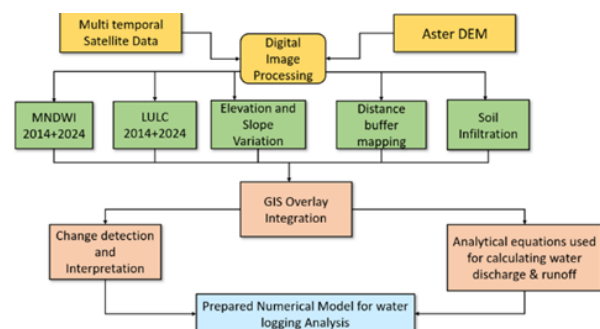 Multi temporal
Satellite Data
Digital
Image
Processing
Aster DEM
MNDWI
2014+2024
LULC
2014+2024
Elevation and
Slope
Variation
Distance
buffer
mapping
Soil
Infiltration
GIS Overlay
Integration
Change detection
and
Interpretation
Analytical equations used
for calculating water
discharge & runoff
Prepared Numerical Model for water
logging Analysis